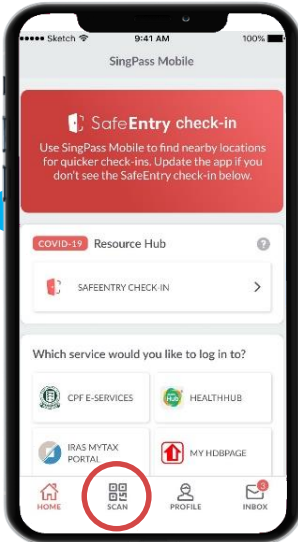 Sketch 9:41 AM 100%
SingPass Mobile
SafeEntry check-in
Use SingPass Mobile to find nearby locations
for quicker check-ins. Update the app if you
don't see the SafeEntry check-in below.
COVID-19 Resource Hub ?
SAFEENTRY CHECK-IN
Which service would you like to log in to?
CPF E-SERVICES
HEALTHHUB
IRAS MYTAX
PORTAL
MY HDBPAGE
HOME
SCAN
PROFILE
3
INBOX